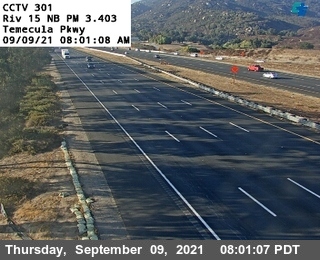 CCTV 301
Riv 15 NB PM 3.403
Temecula Pkwy
09/09/21 08:01:08 AM
Thursday, September 09, 2021 08:01:07 PDT